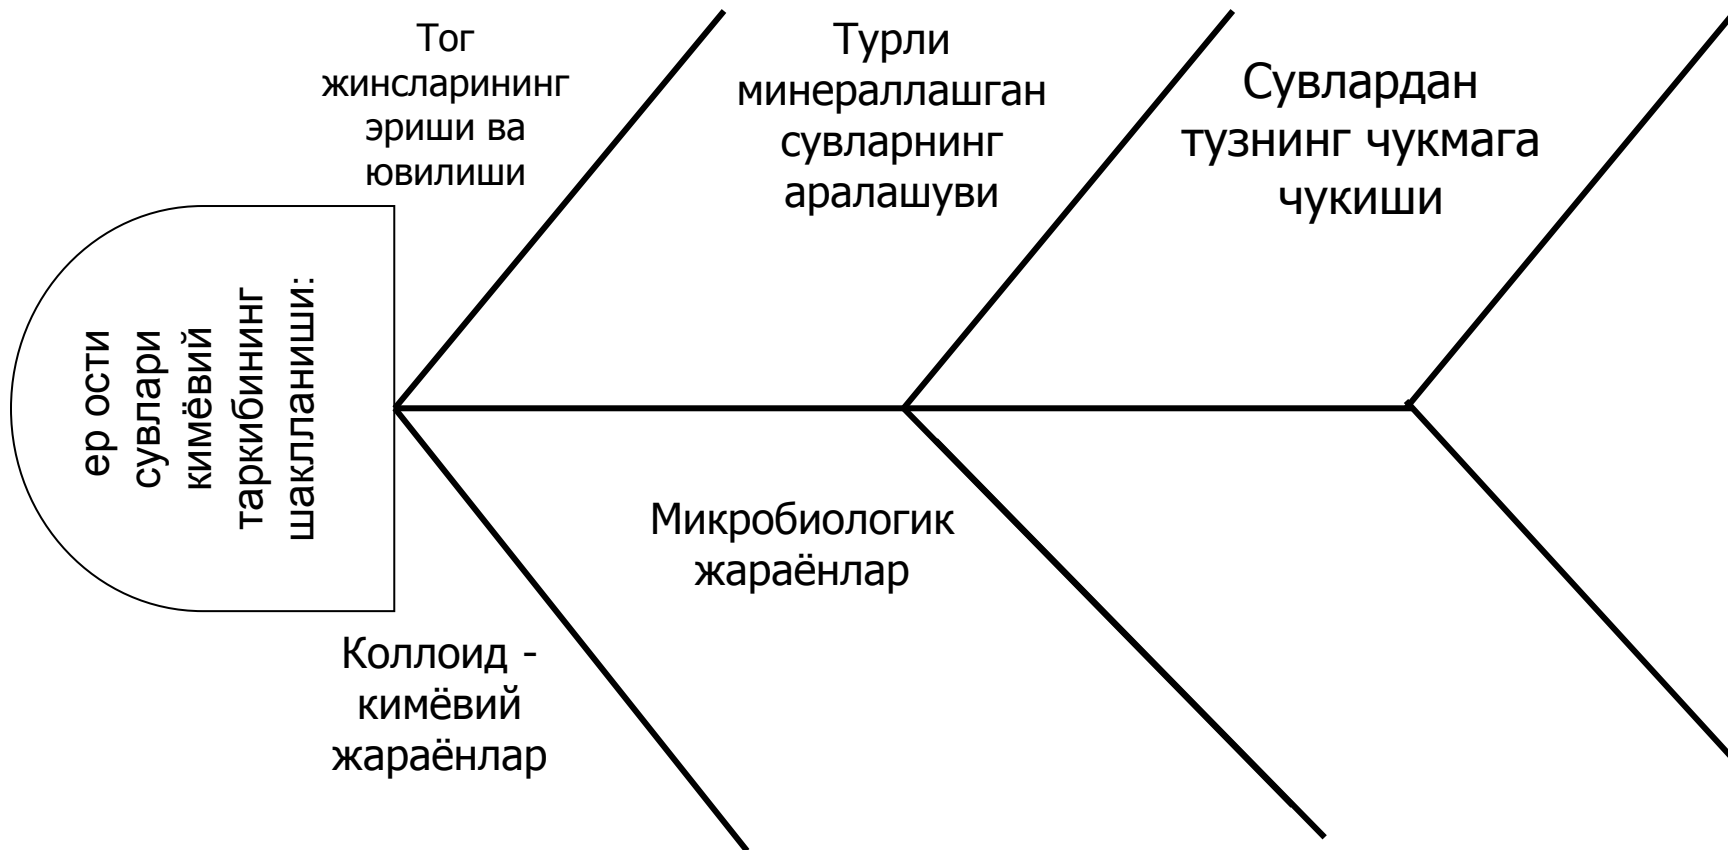 Тог
жинсларининг
эриши ва
ювилиши
Турли
минераллашган
сувларнинг
аралашуви
Сувлардан
тузнинг чукмага
чукиши
ер ости
сувлари
кимёвий
таркибининг
шаклланиши:
Микробиологик
жараёнлар
Коллоид -
кимёвий
жараёнлар